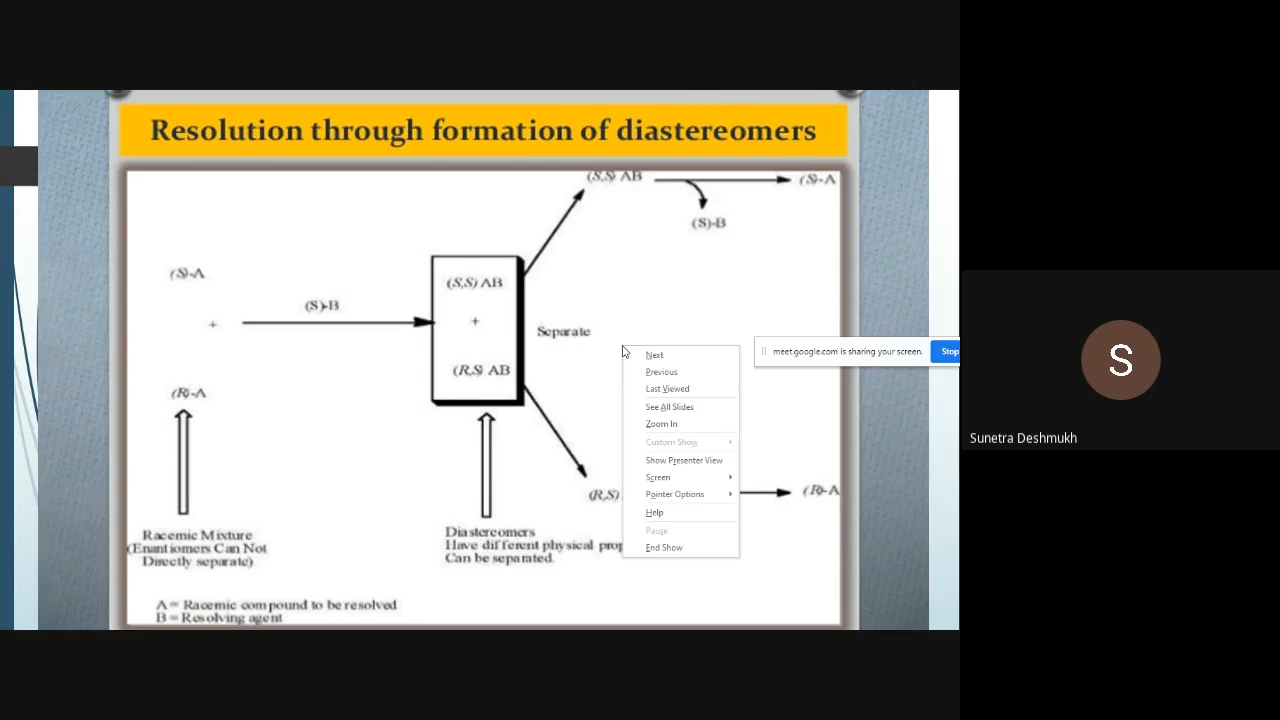 Resolution through formation of diastereomers
(S,S) AB
(S)-A
(S)-B
(S)-A
(S,S) AB
(S)-B
+
+
Separate
meet.google.com is sharing your screen.
Stop
Next
Previous
(R,S) AB
Last Viewed
(R)-A
See All Slides
Zoom In
Custom Show
Show Presenter View
Screen
(R,S)
Pointer Options
(R)-A
Help
Pause
End Show
Racemic Mixture
(Enantiomers Can Not
Directly separate)
Diastereomers
Have different physical prop
Can be separated.
A = Racemic compound to be resolved
B = Resolving agent
S
Sunetra Deshmukh